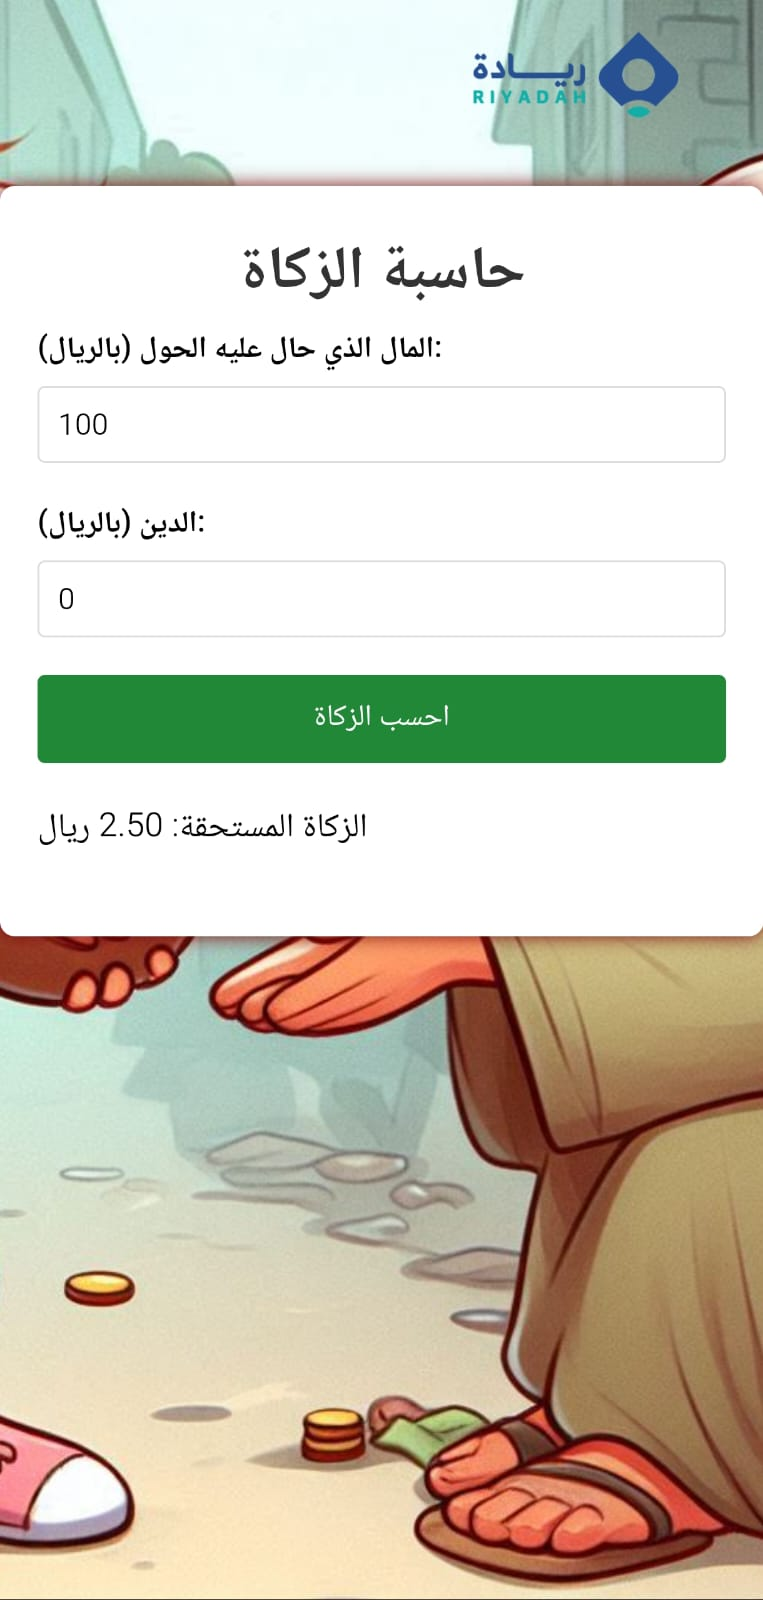 ريـــادة
RIYADAH
حاسبة الزكاة
المال الذي حال عليه الحول (بالريال):
100
الدين (بالريال):
0
احسب الزكاة
الزكاة المستحقة: 2.50 ريال